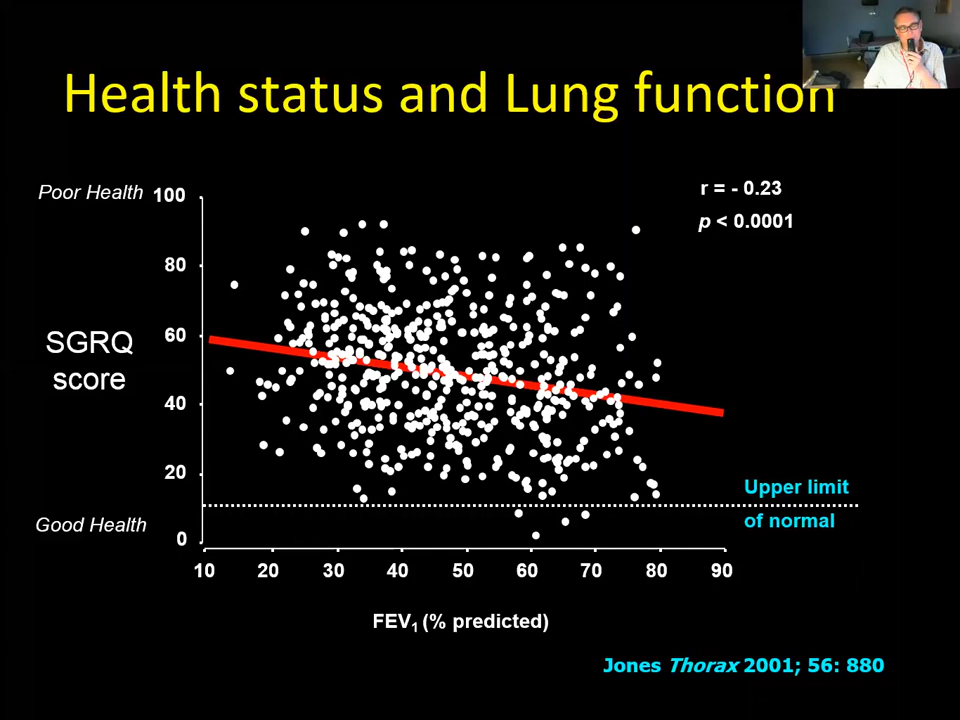 Health status and Lung function
Poor Health
100
80
60
40
20
0
Good Health
SGRQ
score
r = - 0.23
p < 0.0001
Upper limit
of normal
10 20 30 40 50 60 70 80 90
FEV1 (% predicted)
Jones Thorax 2001; 56: 880